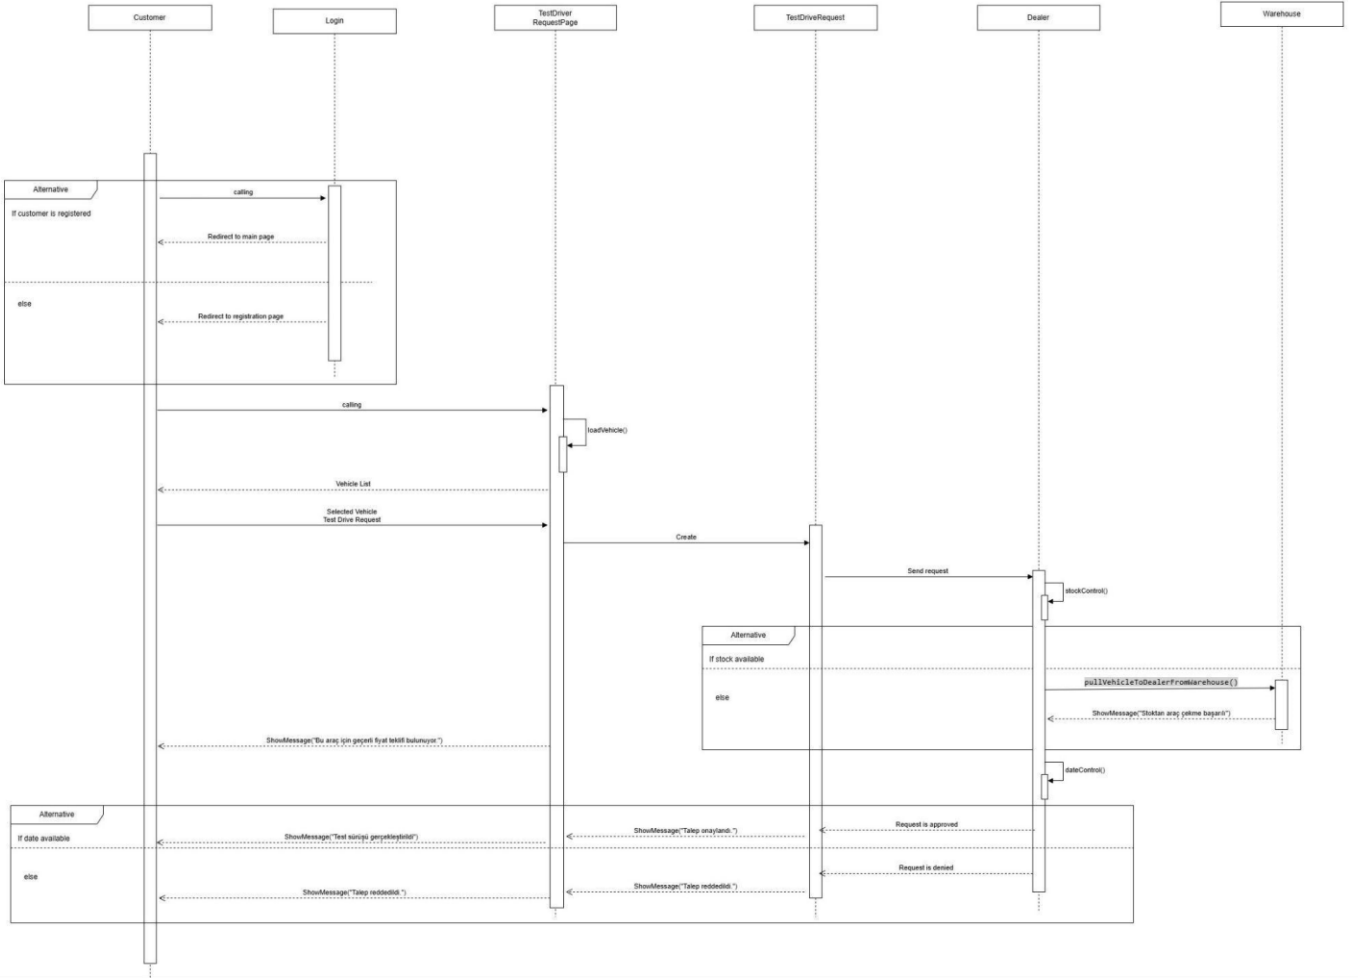 Customer
Login
TestDriver
RequestPage
TestDriveRequest
Dealer
Warehouse
Alternative
calling
If customer is registered
Redirect to main page
else
Redirect to registration page
calling
loadVehicle()
Vehicle List
Selected Vehicle
Test Drive Request
Create
Send request
stockControl()
Alternative
If stock available
pullVehicleToDealerFromWarehouse()
else
ShowMessage("Stoktan araç çekme başarılı")
ShowMessage("Bu araç için geçerli fiyat teklifi bulunuyor.")
dateControl()
Alternative
Request is approved
ShowMessage("Talep onaylandı.")
ShowMessage("Test sürüşü gerçekleştirildi")
If date available
Request is denied
else
ShowMessage("Talep reddedildi.")
ShowMessage("Talep reddedildi.")